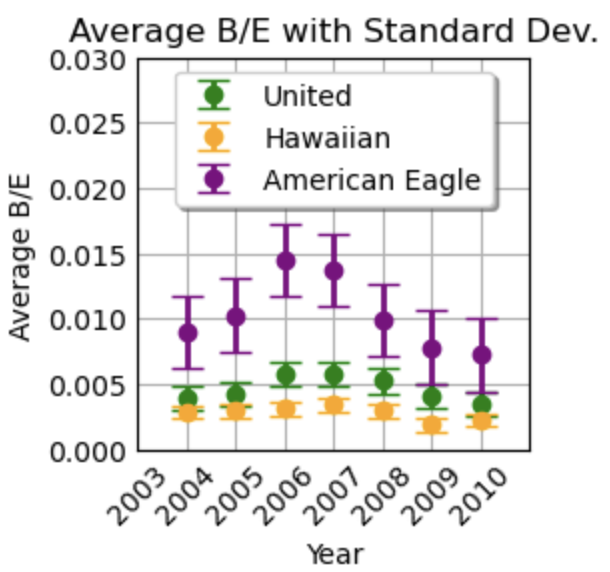 Average B/E with Standard Dev.
0.030
0.025
0.020
0.015
0.010
0.005
0.000
Average B/E
United
Hawaiian
American Eagle
2003
2004
2005
2006
2007
2008
2009
2010
Year